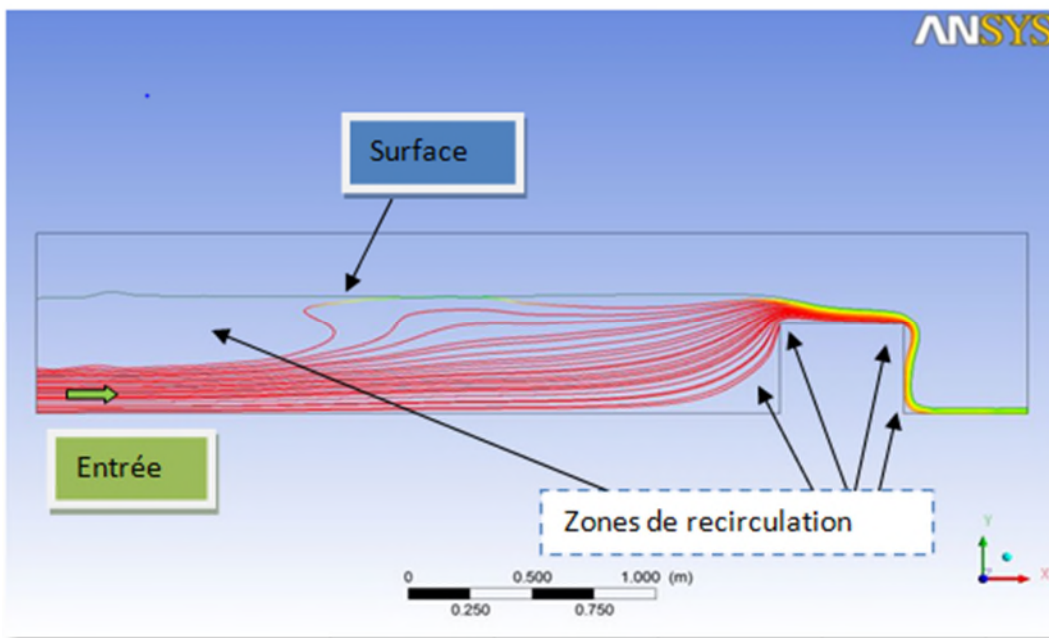 ANSYS
Surface
Entrée
Zones de recirculation
0 0.500 1.000 (m)
0.250 0.750
Y
X